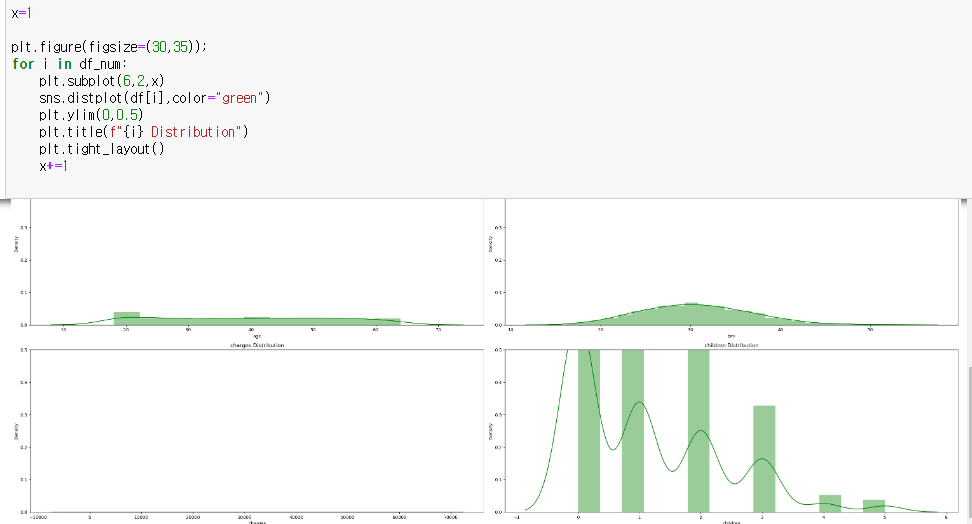 x=1
plt.figure(figsize=(30,35));
for i in df_num:
plt.subplot(6,2,x)
sns.distplot(df[i],color="green")
plt.ylim(0,0.5)
plt.title(f"{i} Distribution")
plt.tight_layout()
x+=1
0.3
0.2
0.1
0.0
Density
10 20 30 40 50 60 70
age
0.3
0.2
0.1
0.0
Density
10 20 30 40 50
bmi
charges Distribution
0.5
0.4
0.3
0.2
0.1
0.0
Density
-10000 0 10000 20000 30000 40000 50000 60000 70000
charges
children Distribution
0.5
0.4
0.3
0.2
0.1
0.0
Density
-1 0 1 2 3 4 5 6
children